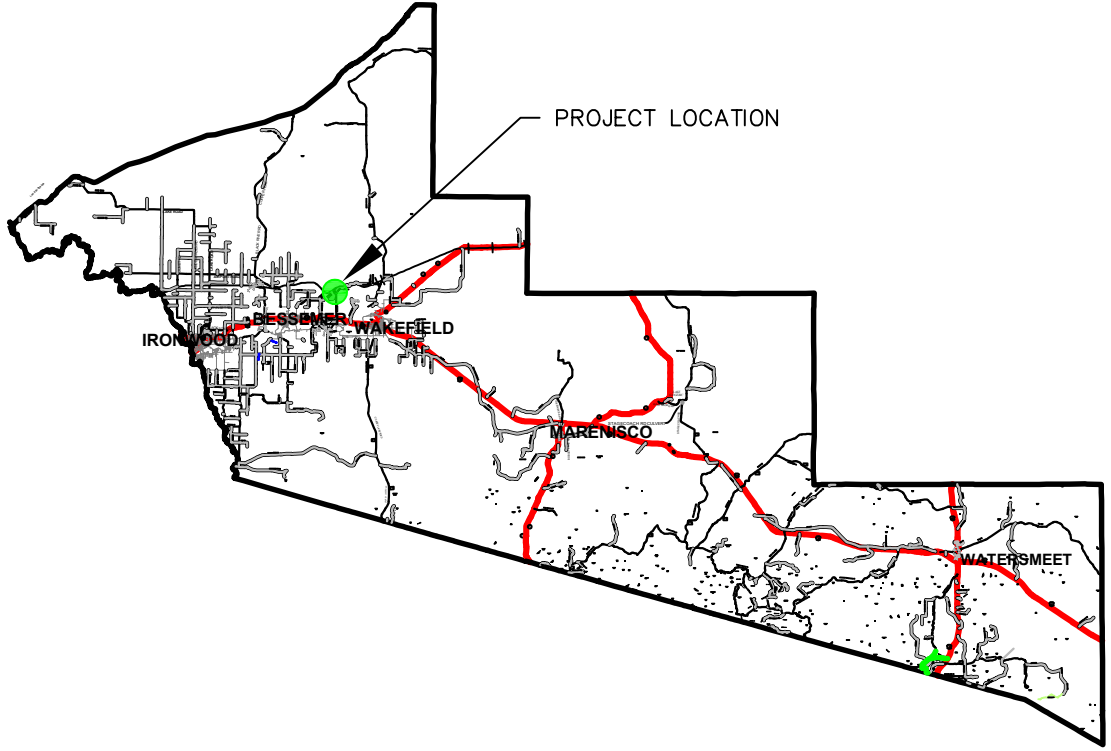 PROJECT LOCATION
BESSEMER
WAKEFIELD
IRONWOOD
MARENISCO
WATERSMEET